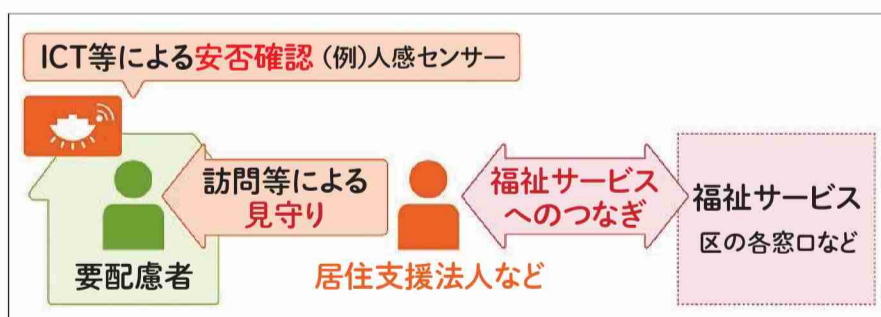 ICT等による安否確認（例）人感センサー
訪問等による
見守り
要配慮者
居住支援法人など
福祉サービス
へのつなぎ
福祉サービス
区の各窓口など